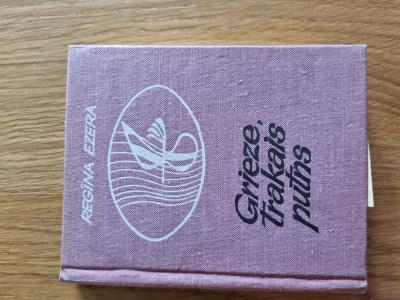 REGĪNA EZERA
Grieze,
trakais
putns